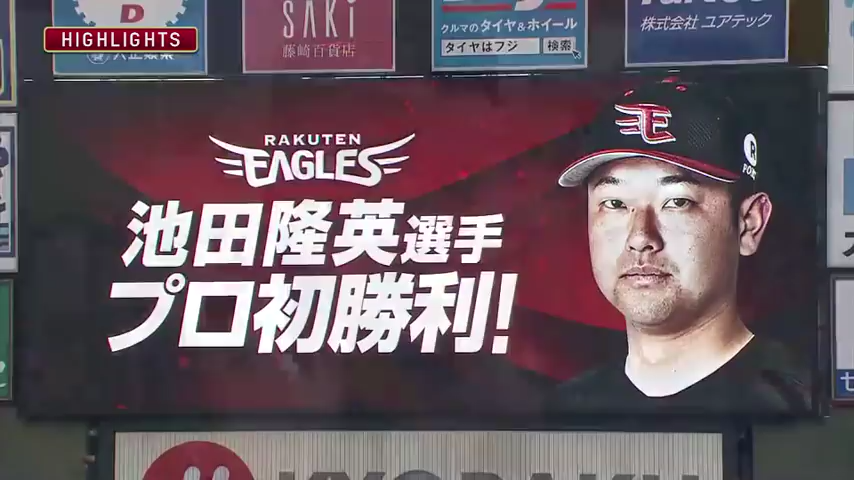 HIGHLIGHTS
D
SAKI
藤崎百貨店
クルマのタイヤ&ホイール
タイヤはフジ 検索
株式会社 ユアテック
RAKUTEN
EAGLES
池田隆英選手
プロ初勝利!
E
R